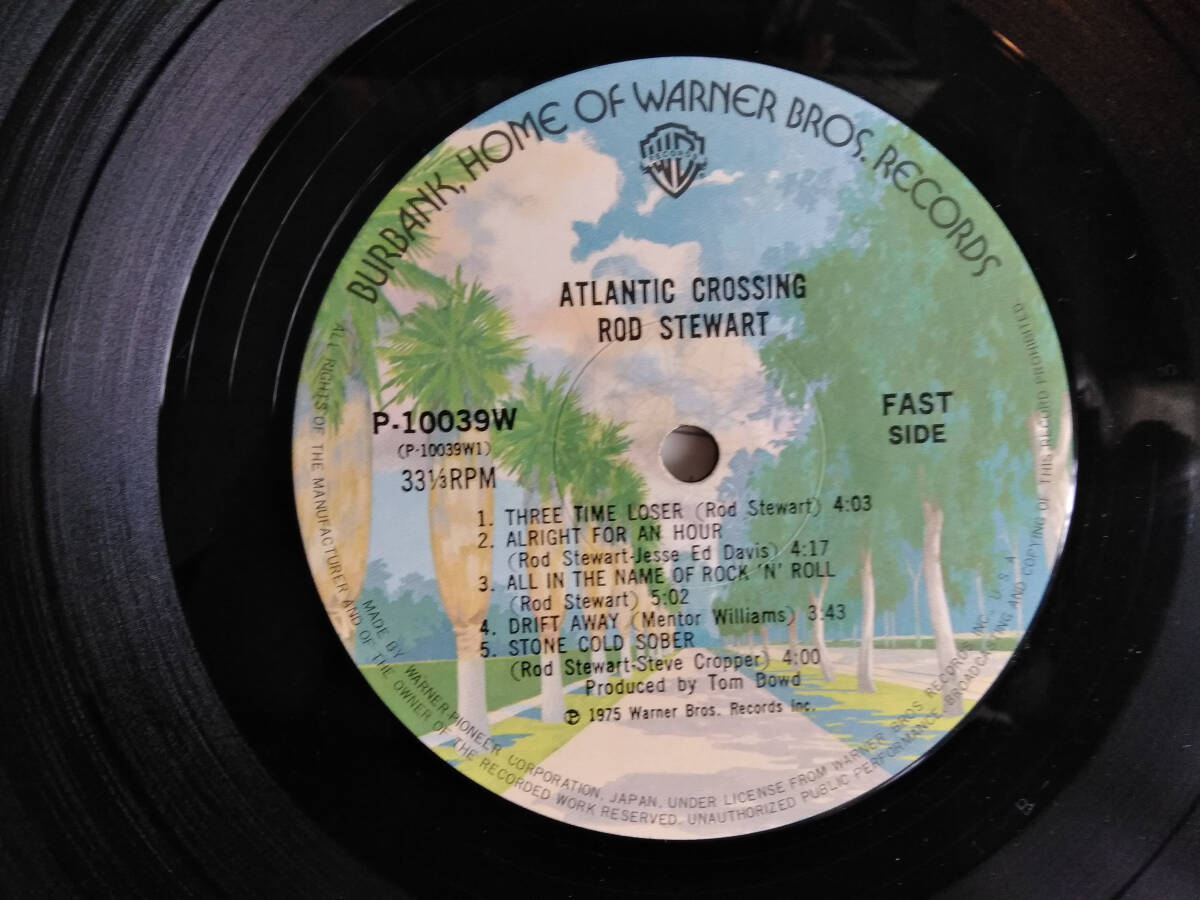 BURBANK, HOME OF WARNER BROS. RECORDS
WB
RECORDS
ATLANTIC CROSSING
ROD STEWART
P-10039W
(P-10039W1)
33⅓RPM
FAST
SIDE
1. THREE TIME LOSER (Rod Stewart) 4:03
2. ALRIGHT FOR AN HOUR
(Rod Stewart-Jesse Ed Davis) 4:17
3. ALL IN THE NAME OF ROCK 'N' ROLL
(Rod Stewart) 5:02
4. DRIFT AWAY (Mentor Williams) 3:43
5. STONE COLD SOBER
(Rod Stewart-Steve Cropper) 4:00
Produced by Tom Dowd
℗ 1975 Warner Bros. Records Inc.
MADE BY WARNER-PIONEER CORPORATION, JAPAN, UNDER LICENSE FROM WARNER BROS. RECORDS INC., U.S.A.
ALL RIGHTS OF THE MANUFACTURER AND OF THE OWNER OF THE RECORDED WORK RESERVED. UNAUTHORIZED PUBLIC PERFORMANCE, BROADCASTING AND COPYING OF THIS RECORD PROHIBITED